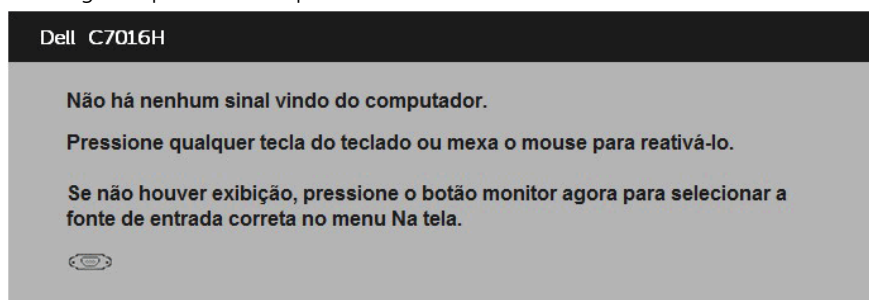 Dell C7016H
Não há nenhum sinal vindo do computador.
Pressione qualquer tecla do teclado ou mexa o mouse para reativá-lo.
Se não houver exibição, pressione o botão monitor agora para selecionar a
fonte de entrada correta no menu Na tela.